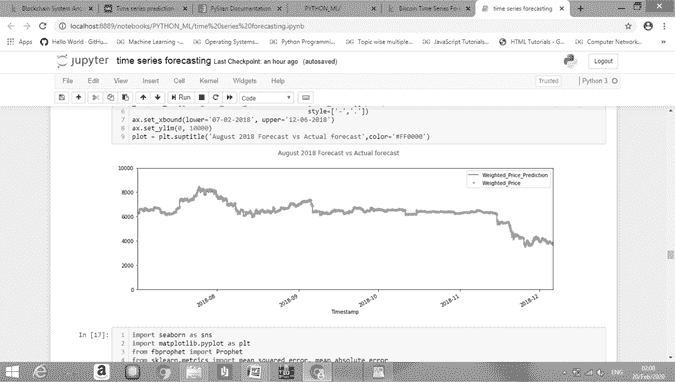 Blockchain System Anc
Time series prediction
Pyllian Documentation
PYTHON_ML/
Bitcoin Time Series For
time series forecasting
localhost:8889/notebooks/PYTHON_ML/time%20series%20forecasting.ipynb
Apps
Hello World · GitHu...
Machine Learning -...
Operating Systems...
Python Programmi...
Topic wise multiple...
JavaScript Tutorials...
HTML Tutorials - G...
Computer Network...
jupyter time series forecasting Last Checkpoint: an hour ago (autosaved)
Logout
File Edit View Insert Cell Kernel Widgets Help
Trusted
Python 3
Run
Code
6 style=['-','.'])
7 ax.set_xbound(lower='07-02-2018', upper='12-06-2018')
8 ax.set_ylim(0, 10000)
9 plot = plt.suptitle('August 2018 Forecast vs Actual forecast',color='#FF0000')
August 2018 Forecast vs Actual forecast
Weighted_Price_Prediction
Weighted_Price
10000
8000
6000
4000
2000
0
2018-08
2018-09
2018-10
2018-11
2018-12
Timestamp
In [17]:
1 import seaborn as sns
2 import matplotlib.pyplot as plt
3 from fbprophet import Prophet
4 from sklearn.metrics import mean_squared_error, mean_absolute_error
ENG
02:08
20/Feb/2020